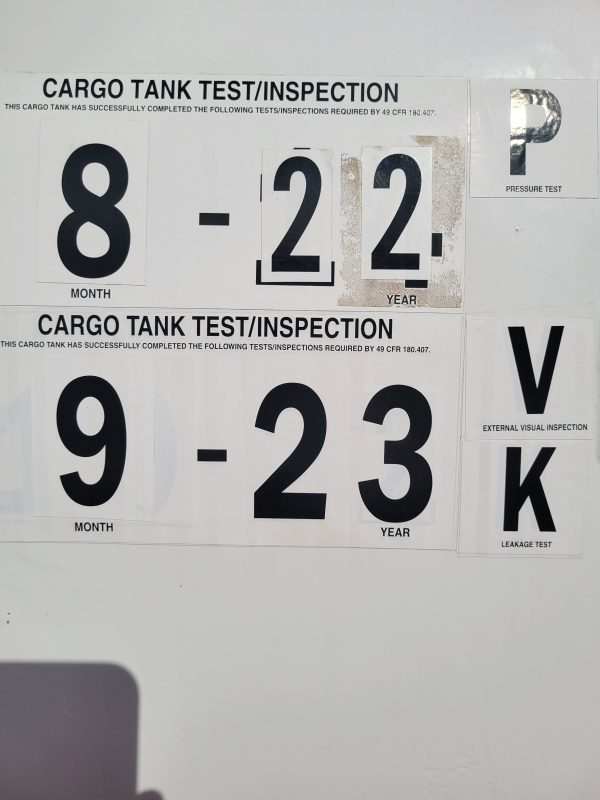 CARGO TANK TEST/INSPECTION
THIS CARGO TANK HAS SUCCESSFULLY COMPLETED THE FOLLOWING TESTS/INSPECTIONS REQUIRED BY 49 CFR 180.407.
8 - 22
MONTH YEAR
P
PRESSURE TEST
CARGO TANK TEST/INSPECTION
THIS CARGO TANK HAS SUCCESSFULLY COMPLETED THE FOLLOWING TESTS/INSPECTIONS REQUIRED BY 49 CFR 180.407.
9 - 23
MONTH YEAR
V
EXTERNAL VISUAL INSPECTION
K
LEAKAGE TEST